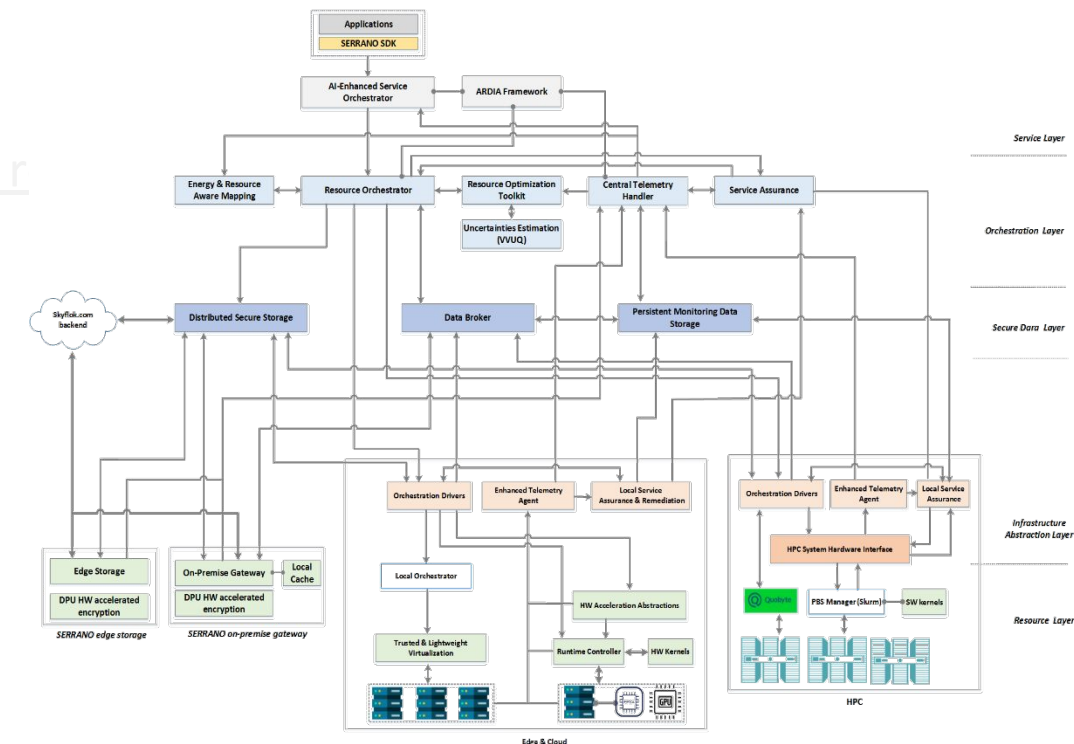 Applications
SERRANO SDK
AI-Enhanced Service
Orchestrator
ARDIA Framework
Service Layer
r
Energy & Resource
Aware Mapping
Resource Orchestrator
Resource Optimization
Toolkit
Central Telemetry
Handler
Service Assurance
Uncertainties Estimation
(VVUQ)
Orchestration Layer
Skyflok.com
backend
Distributed Secure Storage
Data Broker
Persistent Monitoring Data
Storage
Secure Dara Layer
Orchestration Drivers
Enhanced Telemetry
Agent
Local Service
Assurance & Remediation
Orchestration Drivers
Enhanced Telemetry
Agent
Local Service
Assurance
Infrastructure
Abstraction Layer
HPC System Hardware Interface
Edge Storage
DPU HW accelerated
encryption
SERRANO edge storage
On-Premise Gateway
Local
Cache
DPU HW accelerated
encryption
SERRANO on-premise gateway
Local Orchestrator
HW Acceleration Abstractions
Trusted & Lightweight
Virtualization
Runtime Controller
HW Kernels
Quobyte
PBS Manager (Slurm)
SW kernels
Resource Layer
FPGA
GPU
HPC
Edga & Cloud